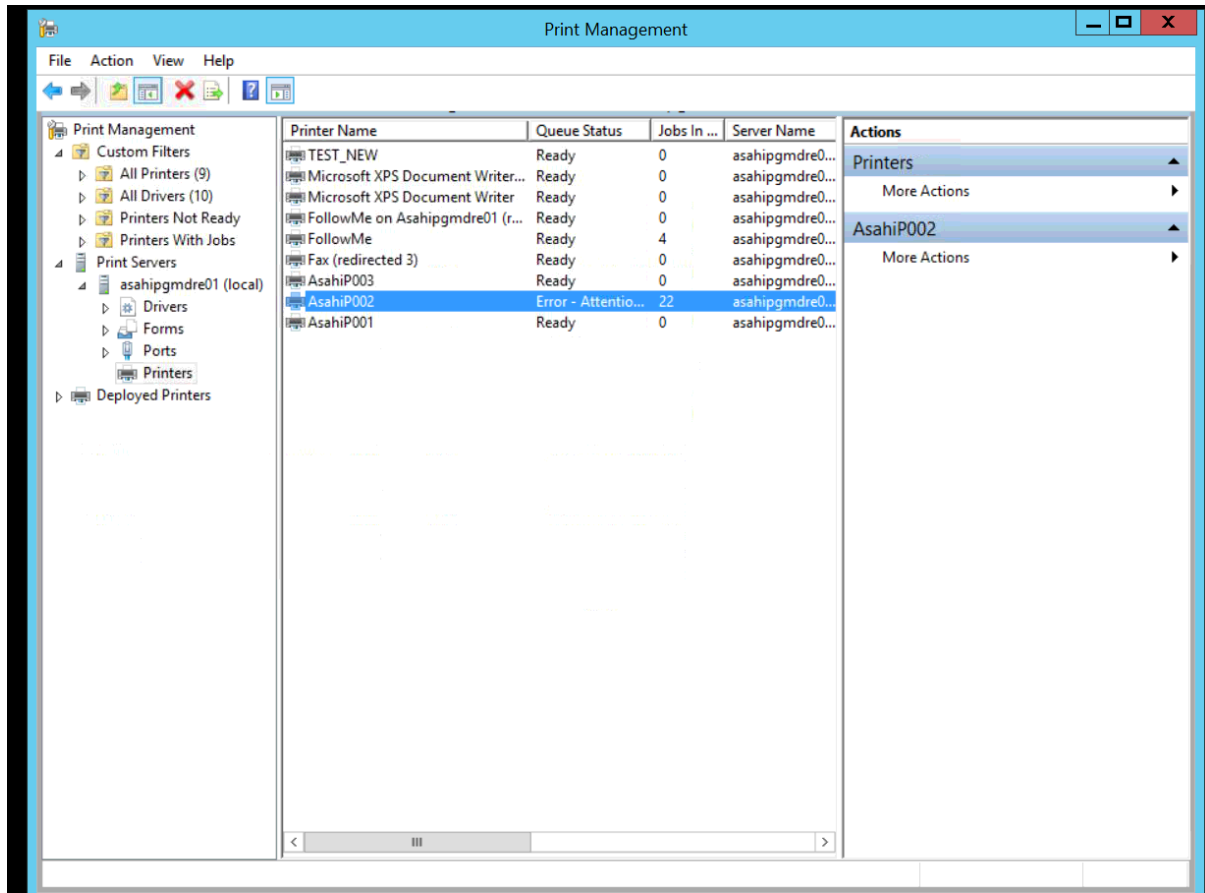 Print Management
File Action View Help
Print Management
Custom Filters
All Printers (9)
All Drivers (10)
Printers Not Ready
Printers With Jobs
Print Servers
asahipgmdre01 (local)
Drivers
Forms
Ports
Printers
Deployed Printers
Printer Name Queue Status Jobs In ... Server Name
TEST_NEW Ready 0 asahipgmdre0...
Microsoft XPS Document Writer... Ready 0 asahipgmdre0...
Microsoft XPS Document Writer Ready 0 asahipgmdre0...
FollowMe on Asahipgmdre01 (r... Ready 0 asahipgmdre0...
FollowMe Ready 4 asahipgmdre0...
Fax (redirected 3) Ready 0 asahipgmdre0...
AsahiP003 Ready 0 asahipgmdre0...
AsahiP002 Error - Attentio... 22 asahipgmdre0...
AsahiP001 Ready 0 asahipgmdre0...
Actions
Printers
More Actions
AsahiP002
More Actions